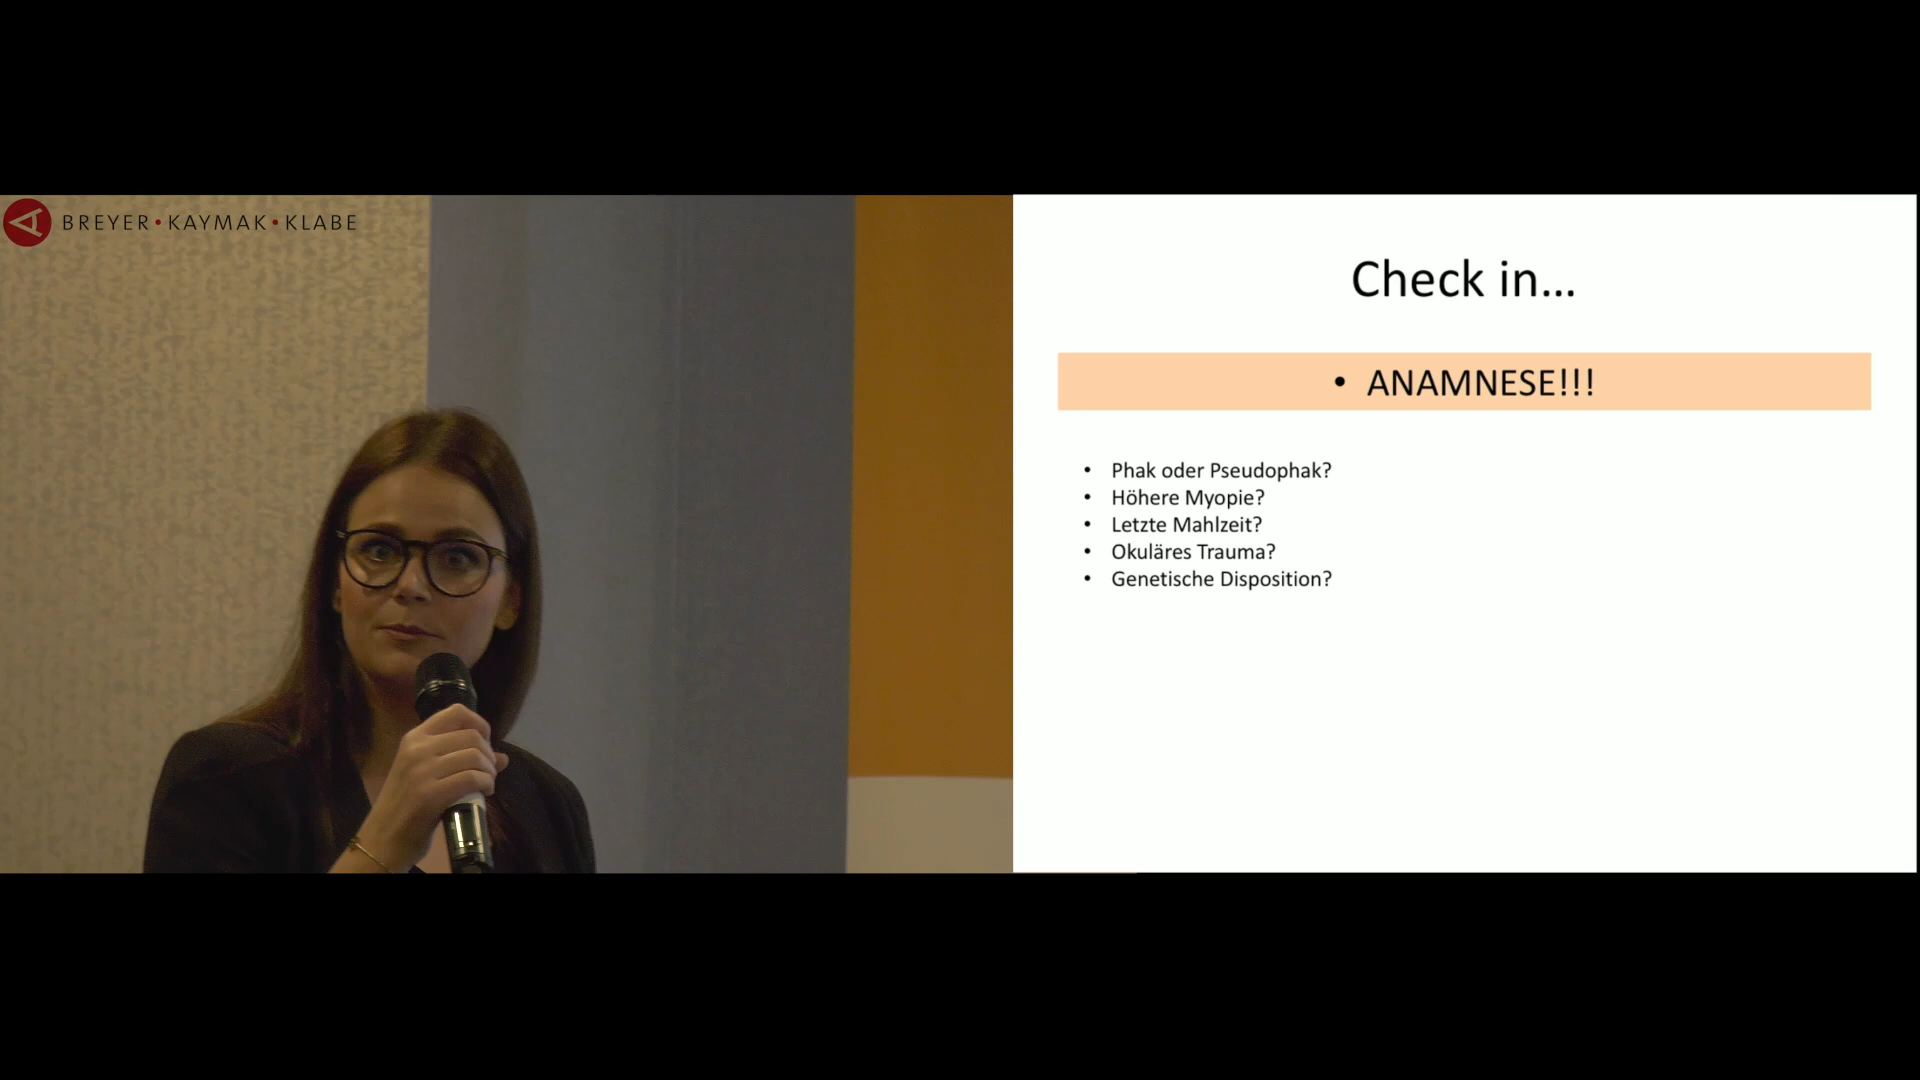 BREYER•KAYMAK•KLABE
Check in...
• ANAMNESE!!!
• Phak oder Pseudophak?
• Höhere Myopie?
• Letzte Mahlzeit?
• Okuläres Trauma?
• Genetische Disposition?